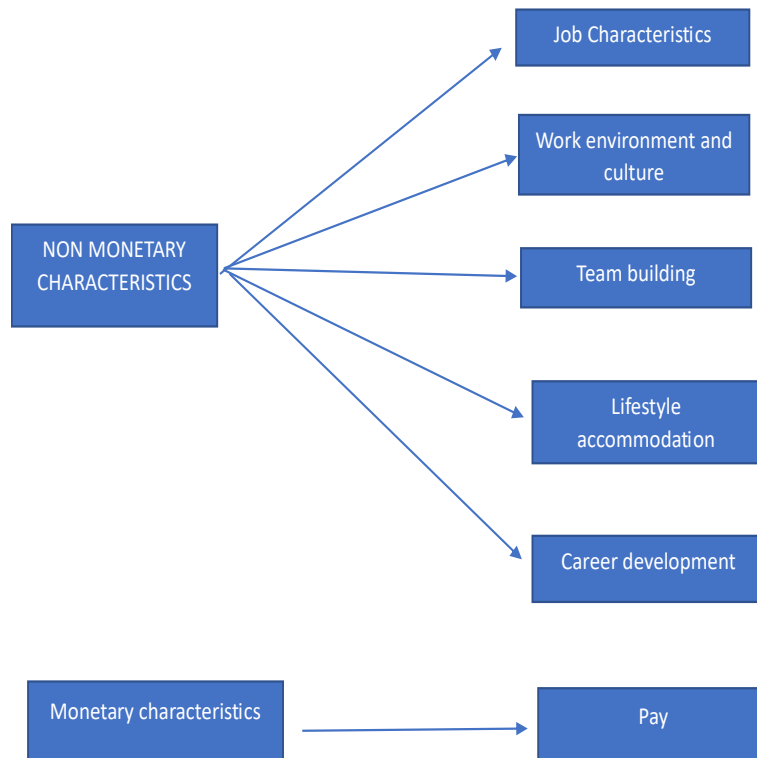 Job Characteristics
Work environment and
culture
NON MONETARY
CHARACTERISTICS
Team building
Lifestyle
accommodation
Career development
Monetary characteristics
Pay